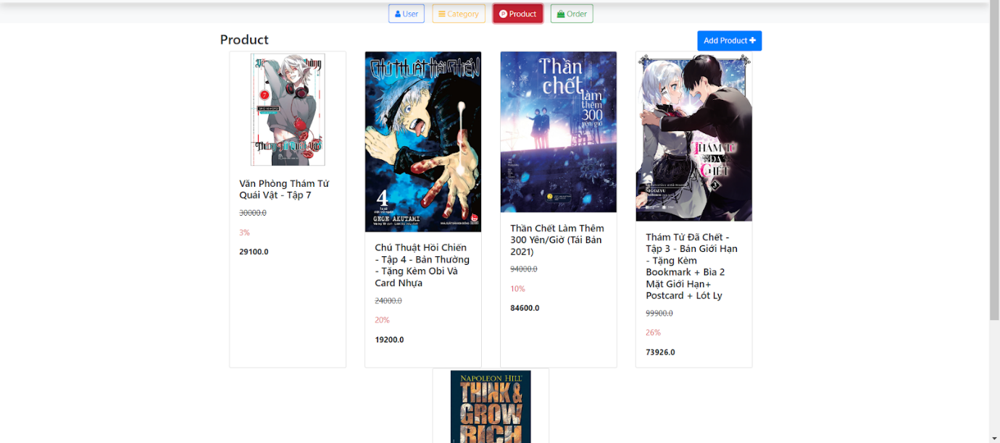 User
Category
Product
Order
Product
Add Product
7
Văn Phòng Thám Tử
Quái Vật - Tập 7
30000.0
3%
29100.0
CHÚ THUẬT HỒI CHIẾN
4
GEGE AKUTAMI
Chú Thuật Hồi Chiến
- Tập 4 - Bản Thường
- Tặng Kèm Obi Và
Card Nhựa
24000.0
20%
19200.0
Thần
chết
làm
thêm
300
yên/giờ
Thần Chết Làm Thêm
300 Yên/Giờ (Tái Bản
2021)
94000.0
10%
84600.0
THÁM TỬ
ĐÃ
CHẾT
3
NIGOZYU
Thám Tử Đã Chết -
Tập 3 - Bản Giới Hạn
- Tặng Kèm
Bookmark + Bìa 2
Mặt Giới Hạn+
Postcard + Lót Ly
99900.0
26%
73926.0
NAPOLEON HILL
THINK &
GROW
RICH